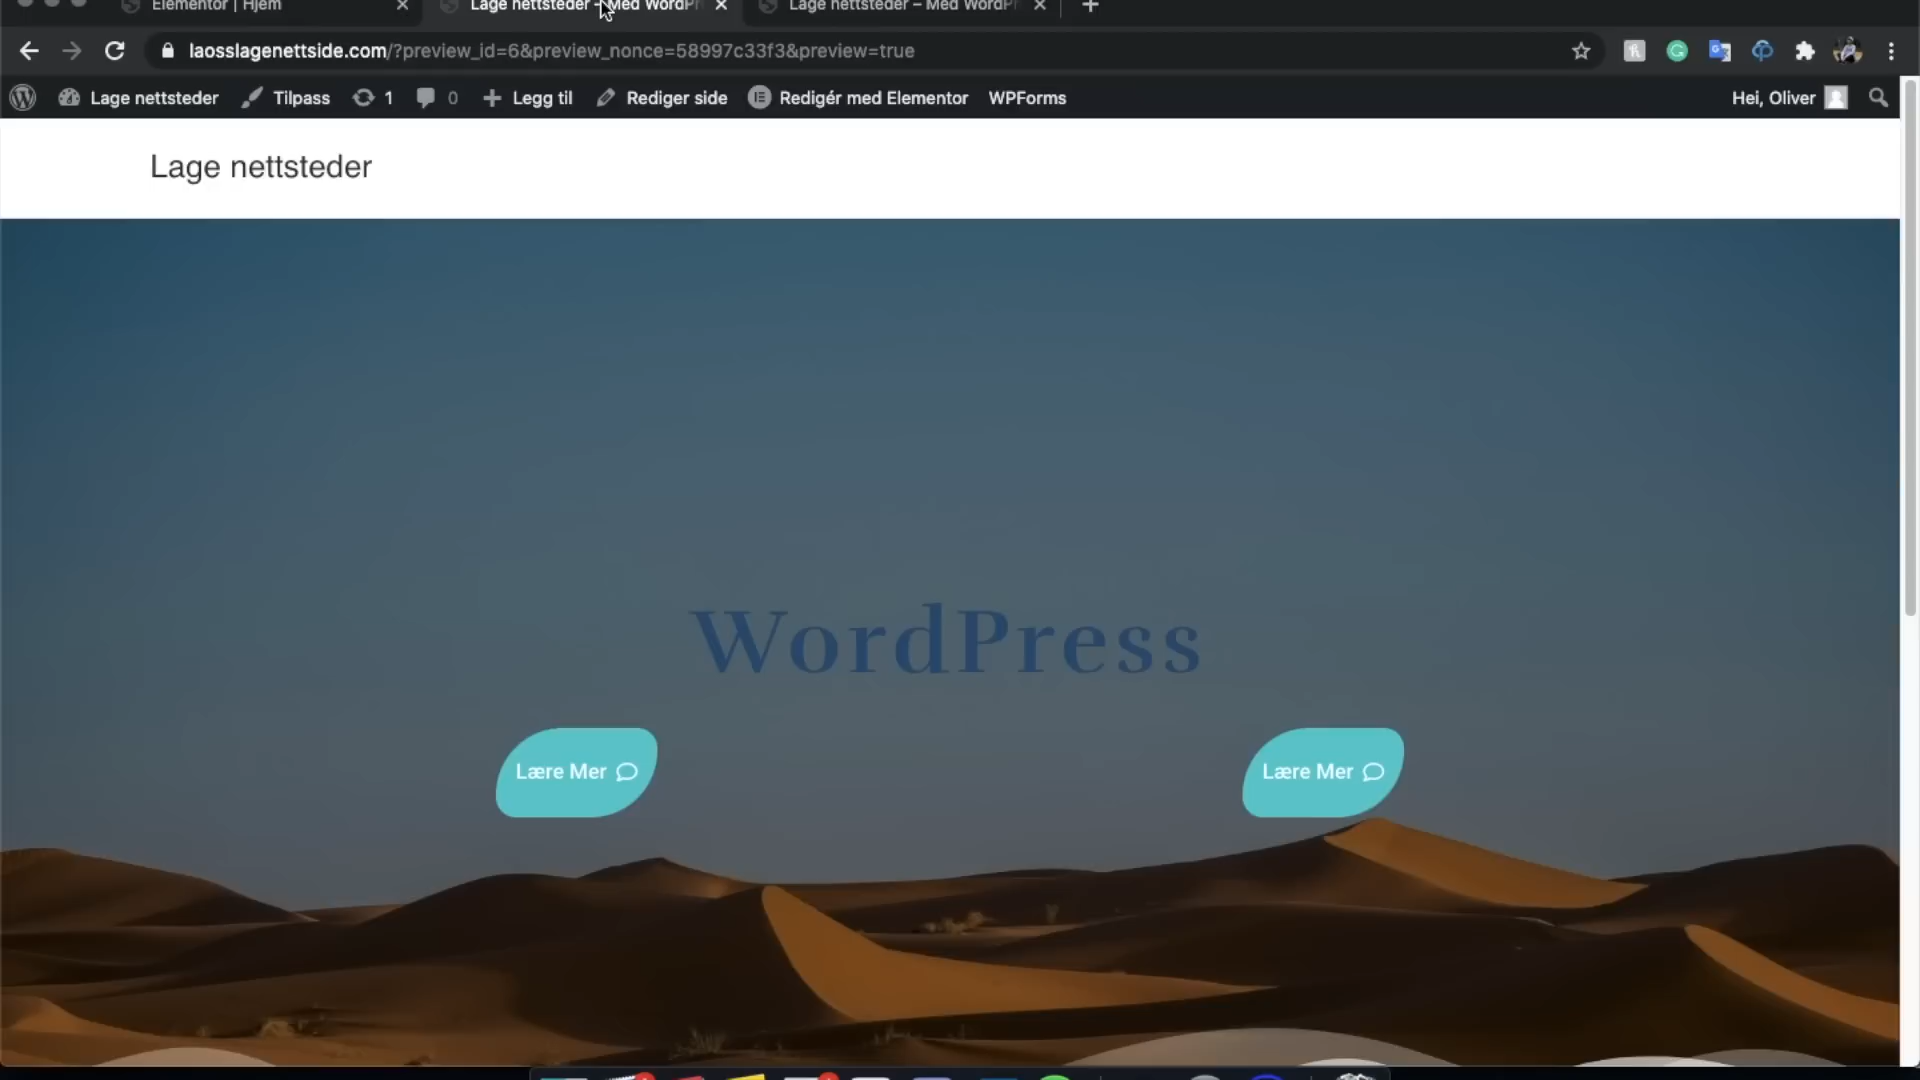 Elementor | Hjem
Lage nettsteder – Med WordPr
Lage nettsteder – Med WordPr
laosslagenettside.com/?preview_id=6&preview_nonce=58997c33f3&preview=true
Lage nettsteder
Tilpass
1
0
Legg til
Rediger side
Redigér med Elementor
WPForms
Hei, Oliver
Lage nettsteder
WordPress
Lære Mer
Lære Mer